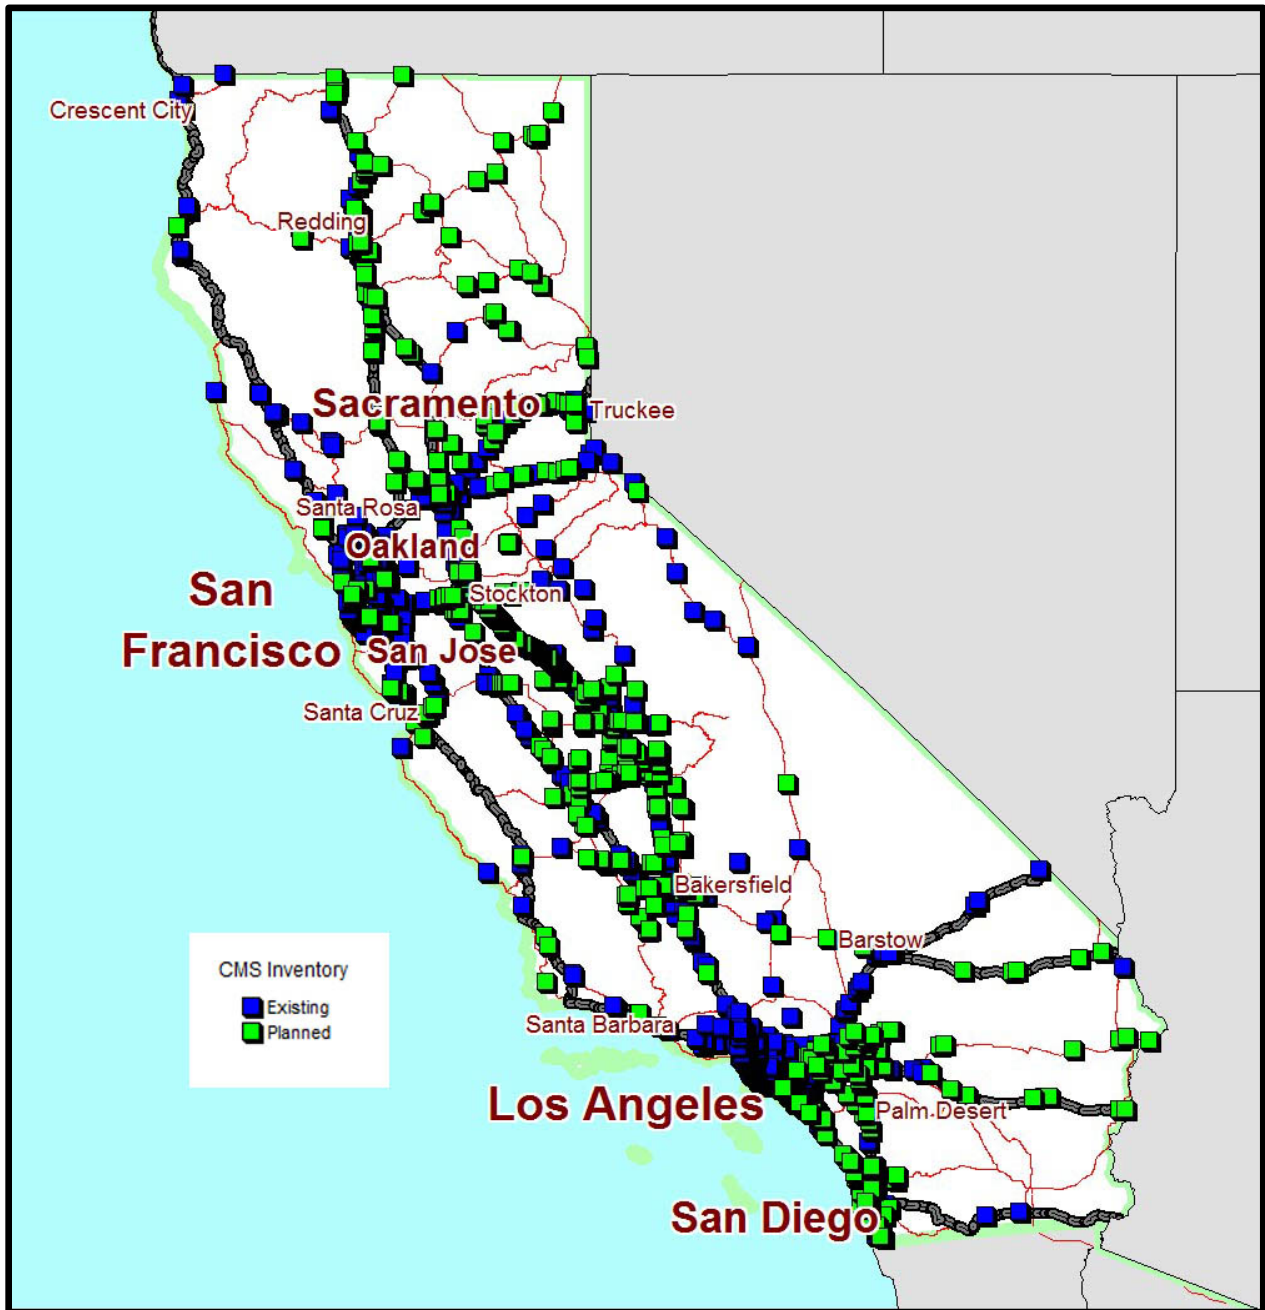 Crescent City
Redding
Sacramento
Truckee
Santa Rosa
Oakland
San
Francisco
Stockton
San Jose
Santa Cruz
Bakersfield
Barstow
CMS Inventory
Existing
Planned
Santa Barbara
Los Angeles
Palm Desert
San Diego